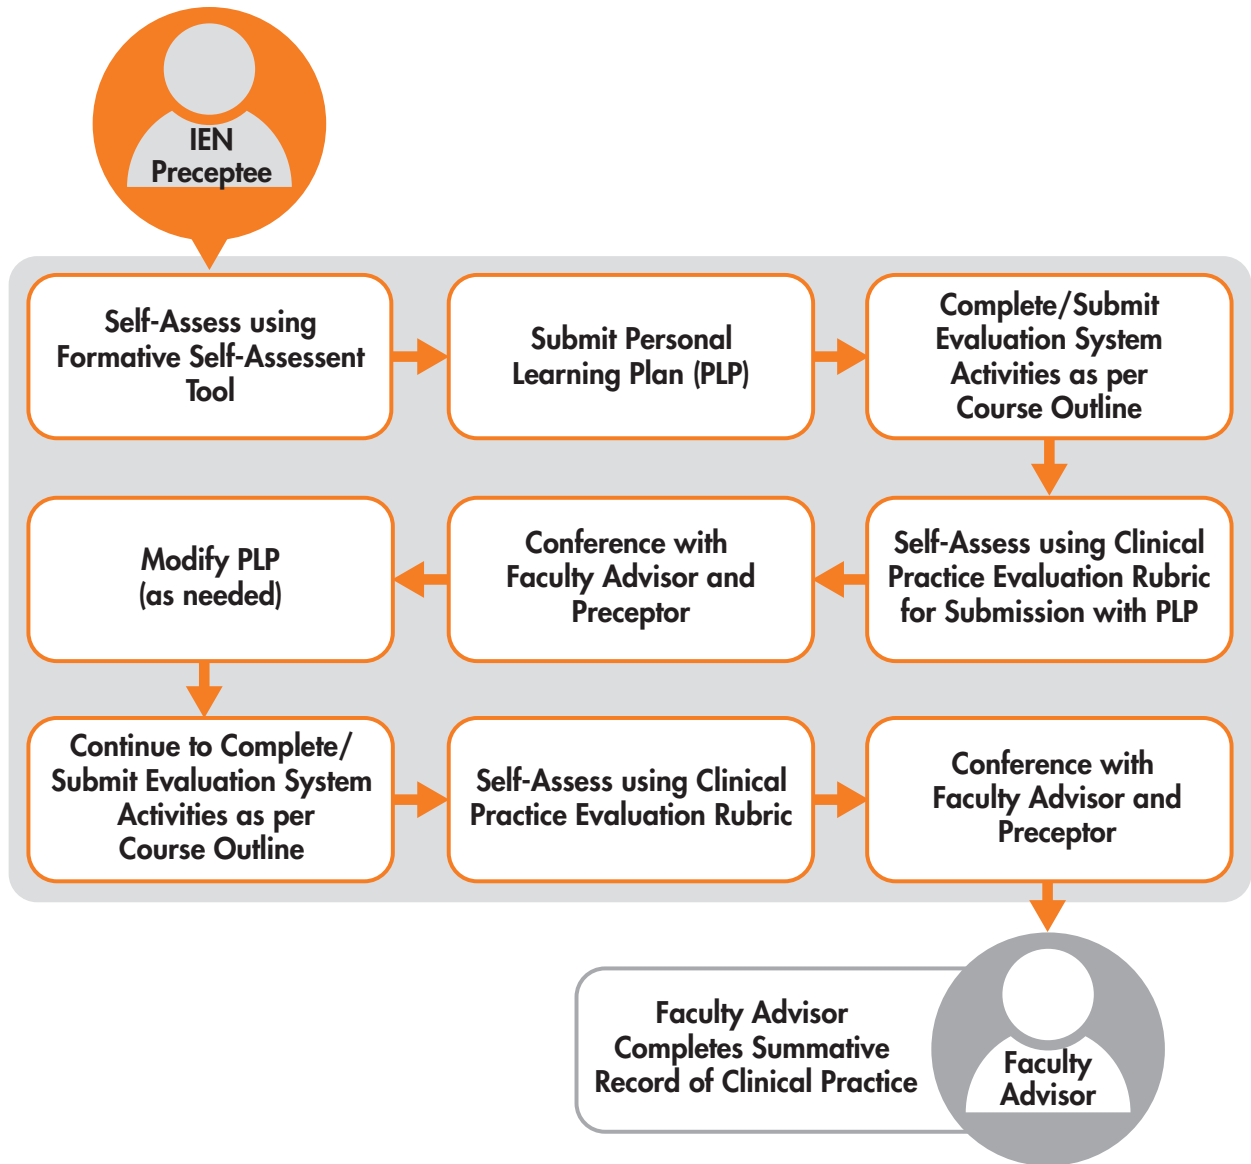 IEN
Preceptee
Self-Assess using
Formative Self-Assessent
Tool
Submit Personal
Learning Plan (PLP)
Complete/Submit
Evaluation System
Activities as per
Course Outline
Self-Assess using Clinical
Practice Evaluation Rubric
for Submission with PLP
Conference with
Faculty Advisor and
Preceptor
Modify PLP
(as needed)
Continue to Complete/
Submit Evaluation System
Activities as per
Course Outline
Self-Assess using Clinical
Practice Evaluation Rubric
Conference with
Faculty Advisor and
Preceptor
Faculty Advisor
Completes Summative
Record of Clinical Practice
Faculty
Advisor